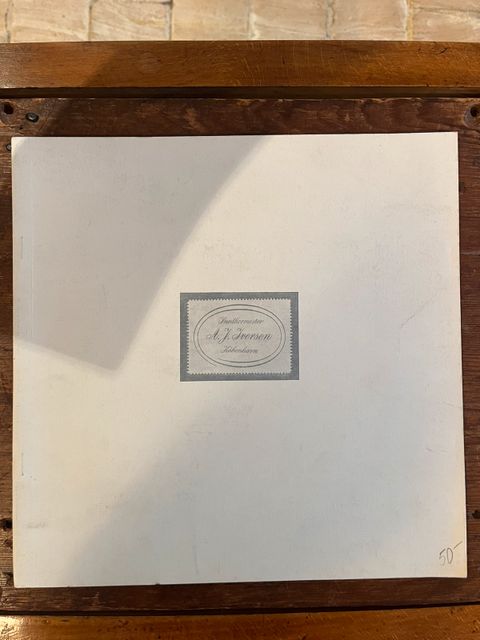 Snedkermester
A. J. Iversen
København
50-